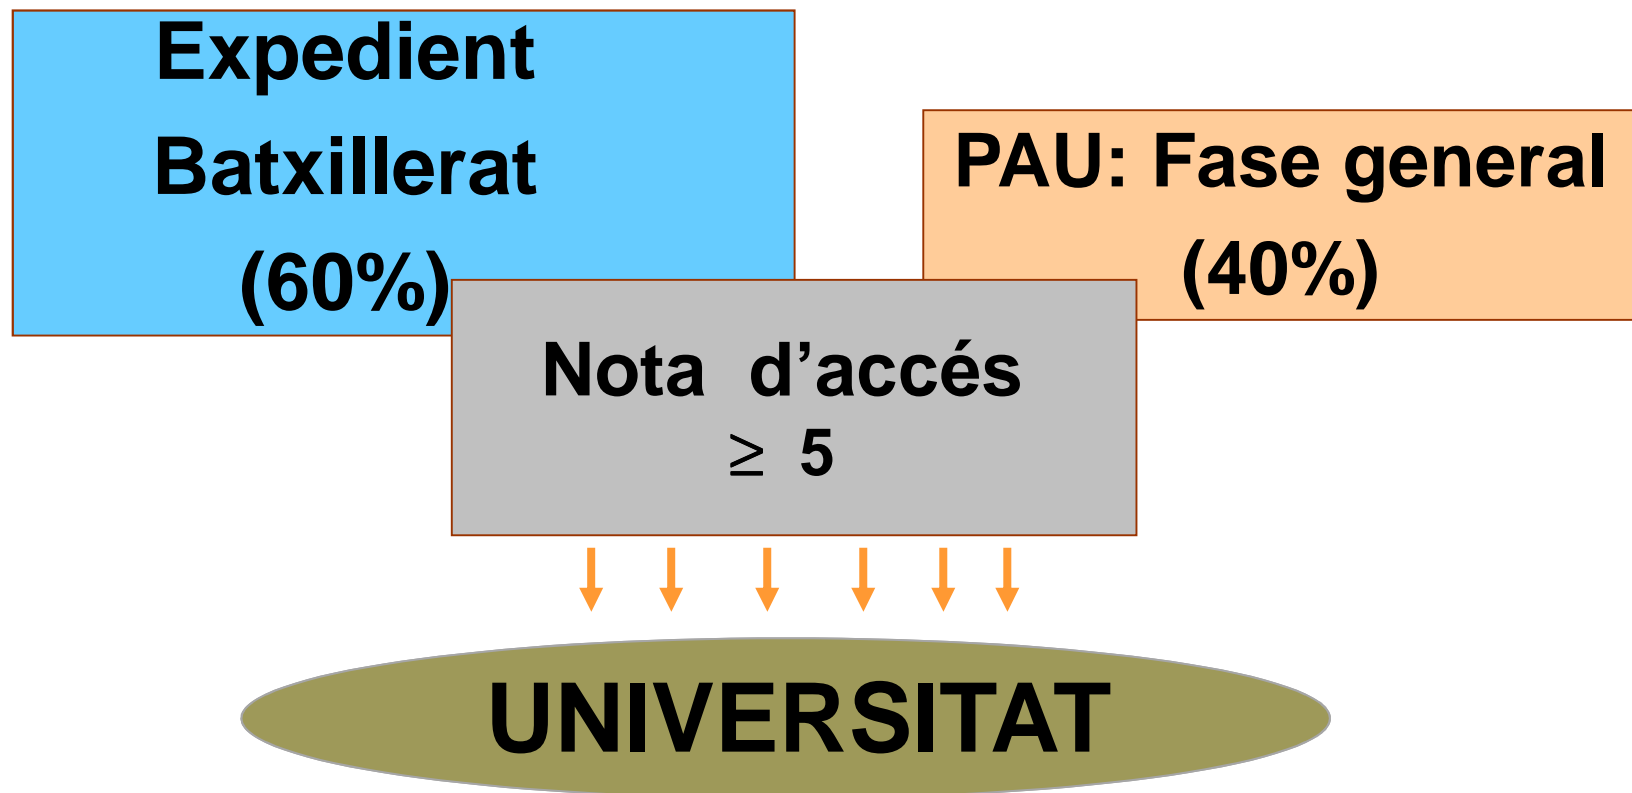 Expedient
Batxillerat
(60%)
PAU: Fase general
(40%)
Nota d’accés
≥ 5
UNIVERSITAT